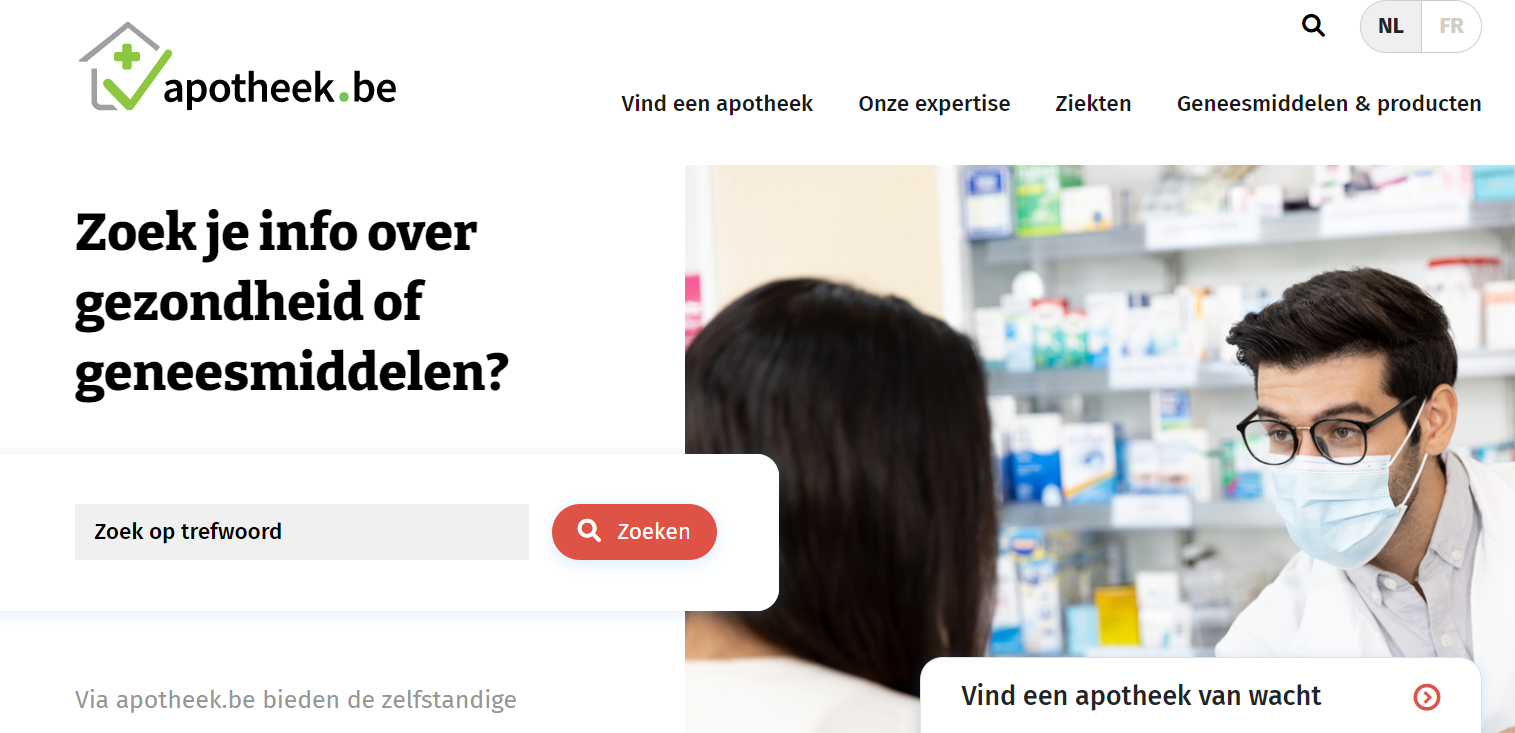 apotheek.be
NL FR
Vind een apotheek Onze expertise Ziekten Geneesmiddelen & producten
Zoek je info over
gezondheid of
geneesmiddelen?
Zoek op trefwoord
Zoeken
Via apotheek.be bieden de zelfstandige
Vind een apotheek van wacht